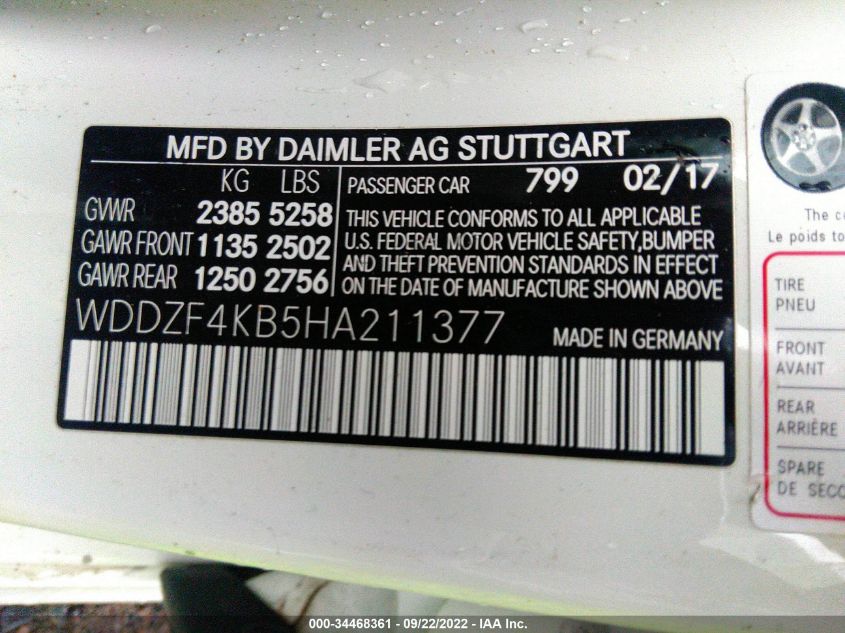 MFD BY DAIMLER AG STUTTGART
KG LBS
GVWR 2385 5258
GAWR FRONT 1135 2502
GAWR REAR 1250 2756
PASSENGER CAR 799 02/17
THIS VEHICLE CONFORMS TO ALL APPLICABLE
U.S. FEDERAL MOTOR VEHICLE SAFETY,BUMPER
AND THEFT PREVENTION STANDARDS IN EFFECT
ON THE DATE OF MANUFACTURE SHOWN ABOVE.
WDDZF4KB5HA211377
MADE IN GERMANY
The
Le poids
TIRE
PNEU
FRONT
AVANT
REAR
ARRIÈRE
SPARE
DE
000-34468361 - 09/22/2022 - IAA Inc.